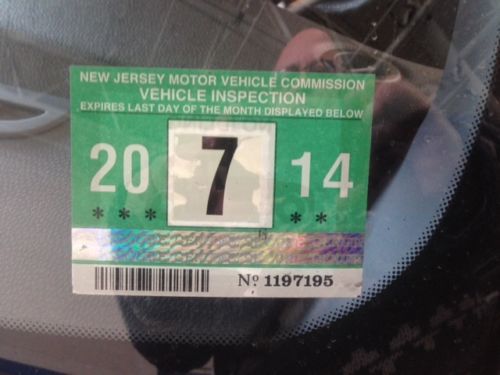 NEW JERSEY MOTOR VEHICLE COMMISSION
VEHICLE INSPECTION
EXPIRES LAST DAY OF THE MONTH DISPLAYED BELOW
20 7 14
* * * * *
Nº 1197195